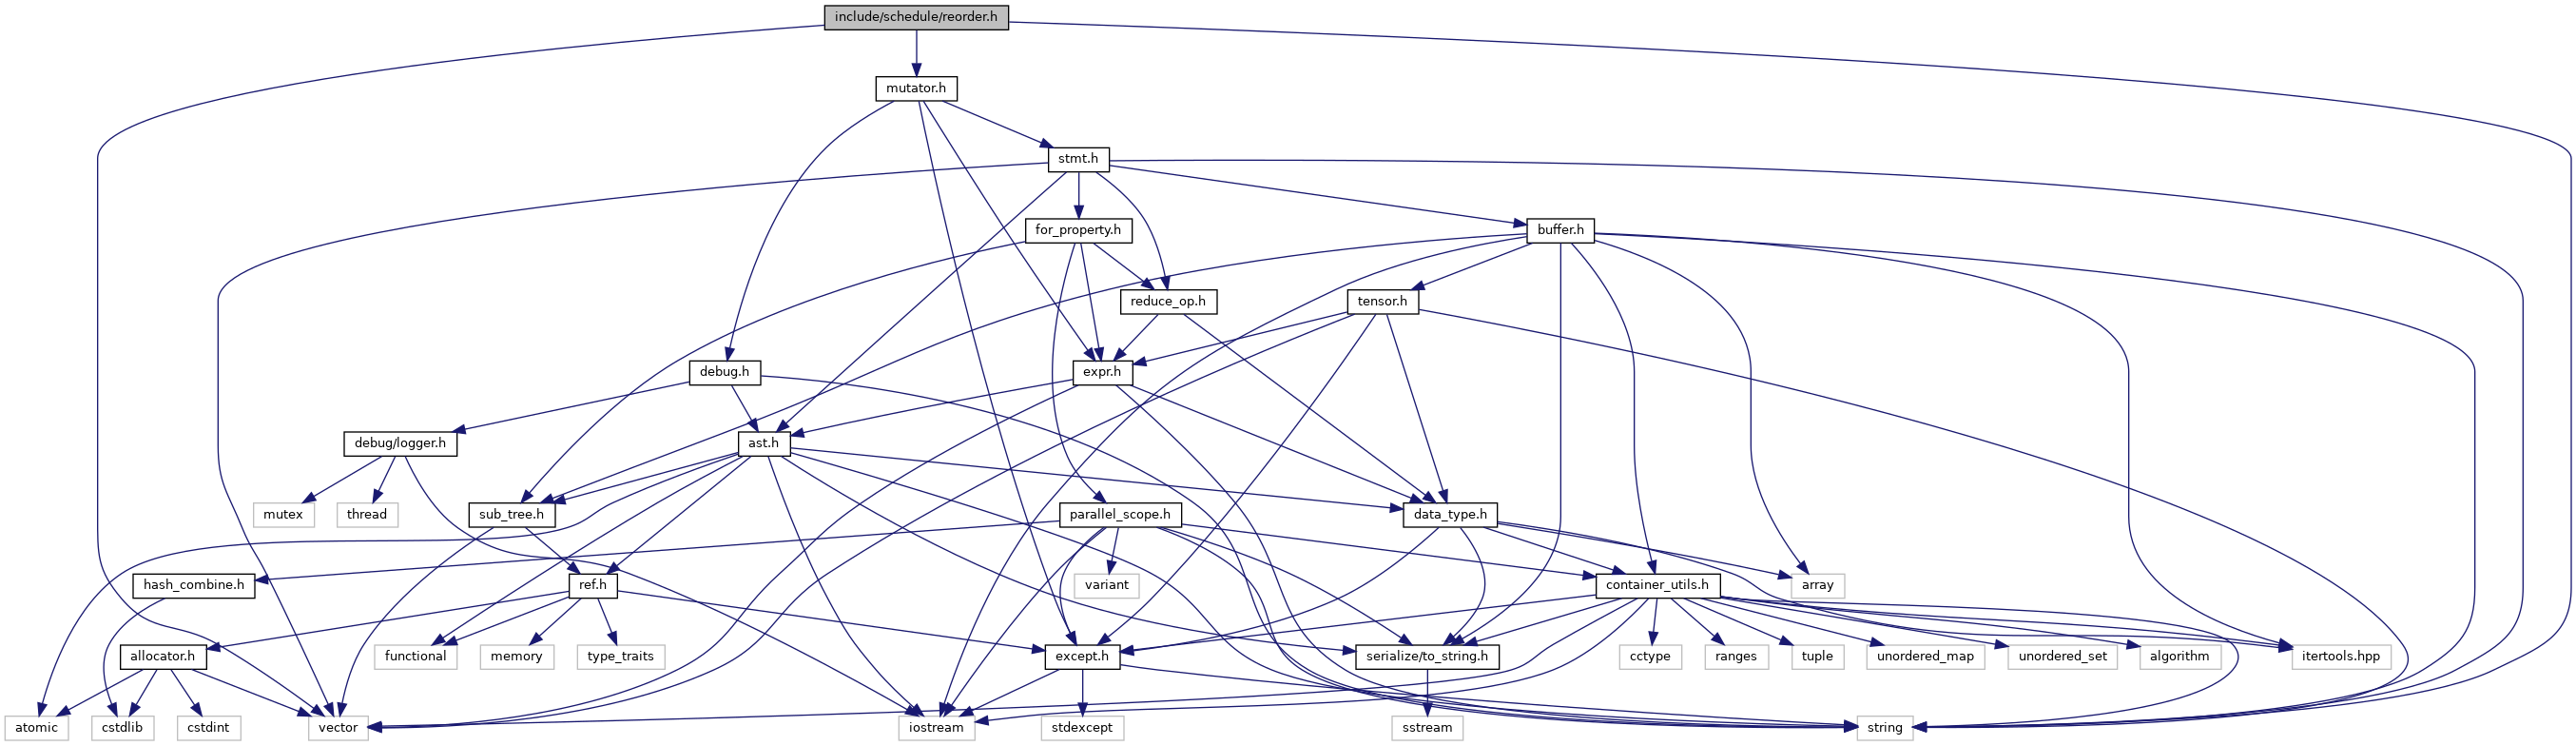 include/schedule/reorder.h
mutator.h
stmt.h
for_property.h
buffer.h
reduce_op.h
tensor.h
debug.h
expr.h
debug/logger.h
ast.h
mutex
thread
sub_tree.h
parallel_scope.h
data_type.h
hash_combine.h
ref.h
variant
container_utils.h
array
allocator.h
functional
memory
type_traits
except.h
serialize/to_string.h
cctype
ranges
tuple
unordered_map
unordered_set
algorithm
itertools.hpp
atomic
cstdlib
cstdint
vector
iostream
stdexcept
sstream
string